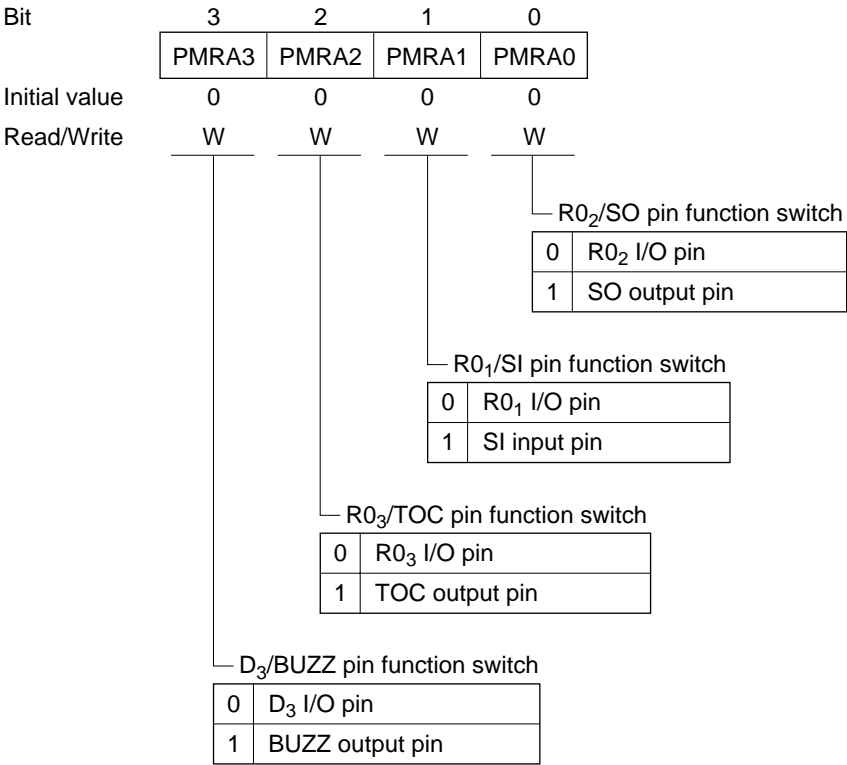 Bit 3 2 1 0
PMRA3 PMRA2 PMRA1 PMRA0
Initial value 0 0 0 0
Read/Write W W W W
R0₂/SO pin function switch
0 R0₂ I/O pin
1 SO output pin
R0₁/SI pin function switch
0 R0₁ I/O pin
1 SI input pin
R0₃/TOC pin function switch
0 R0₃ I/O pin
1 TOC output pin
D₃/BUZZ pin function switch
0 D₃ I/O pin
1 BUZZ output pin